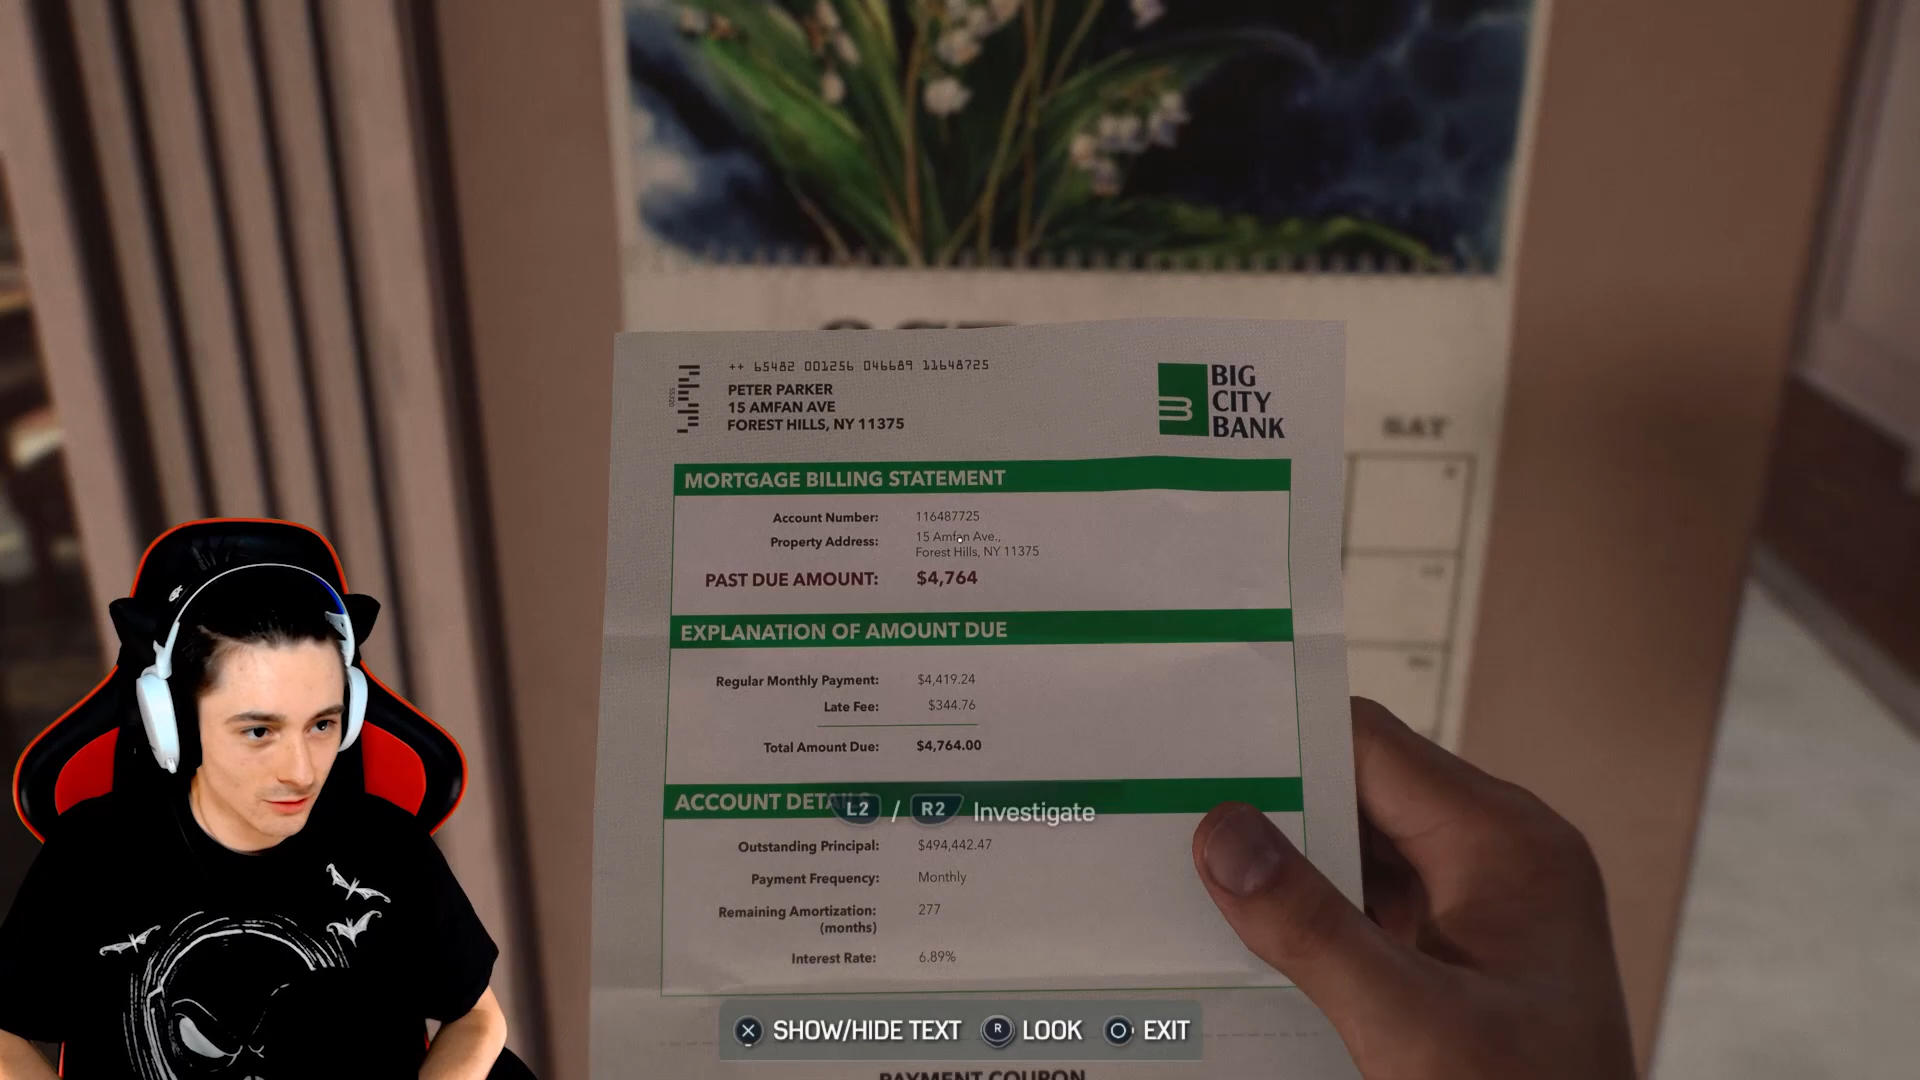 ++ 65482 001256 046689 11648725
PETER PARKER
15 AMFAN AVE
FOREST HILLS, NY 11375
BIG
CITY
BANK
SAT
MORTGAGE BILLING STATEMENT
Account Number: 116487725
Property Address: 15 Amfan Ave.,
Forest Hills, NY 11375
PAST DUE AMOUNT: $4,764
EXPLANATION OF AMOUNT DUE
Regular Monthly Payment: $4,419.24
Late Fee: $344.76
Total Amount Due: $4,764.00
ACCOUNT DETAILS
L2 / R2 Investigate
Outstanding Principal: $494,442.47
Payment Frequency: Monthly
Remaining Amortization: 277
(months)
Interest Rate: 6.89%
SHOW/HIDE TEXT R LOOK EXIT
PAYMENT COUPON